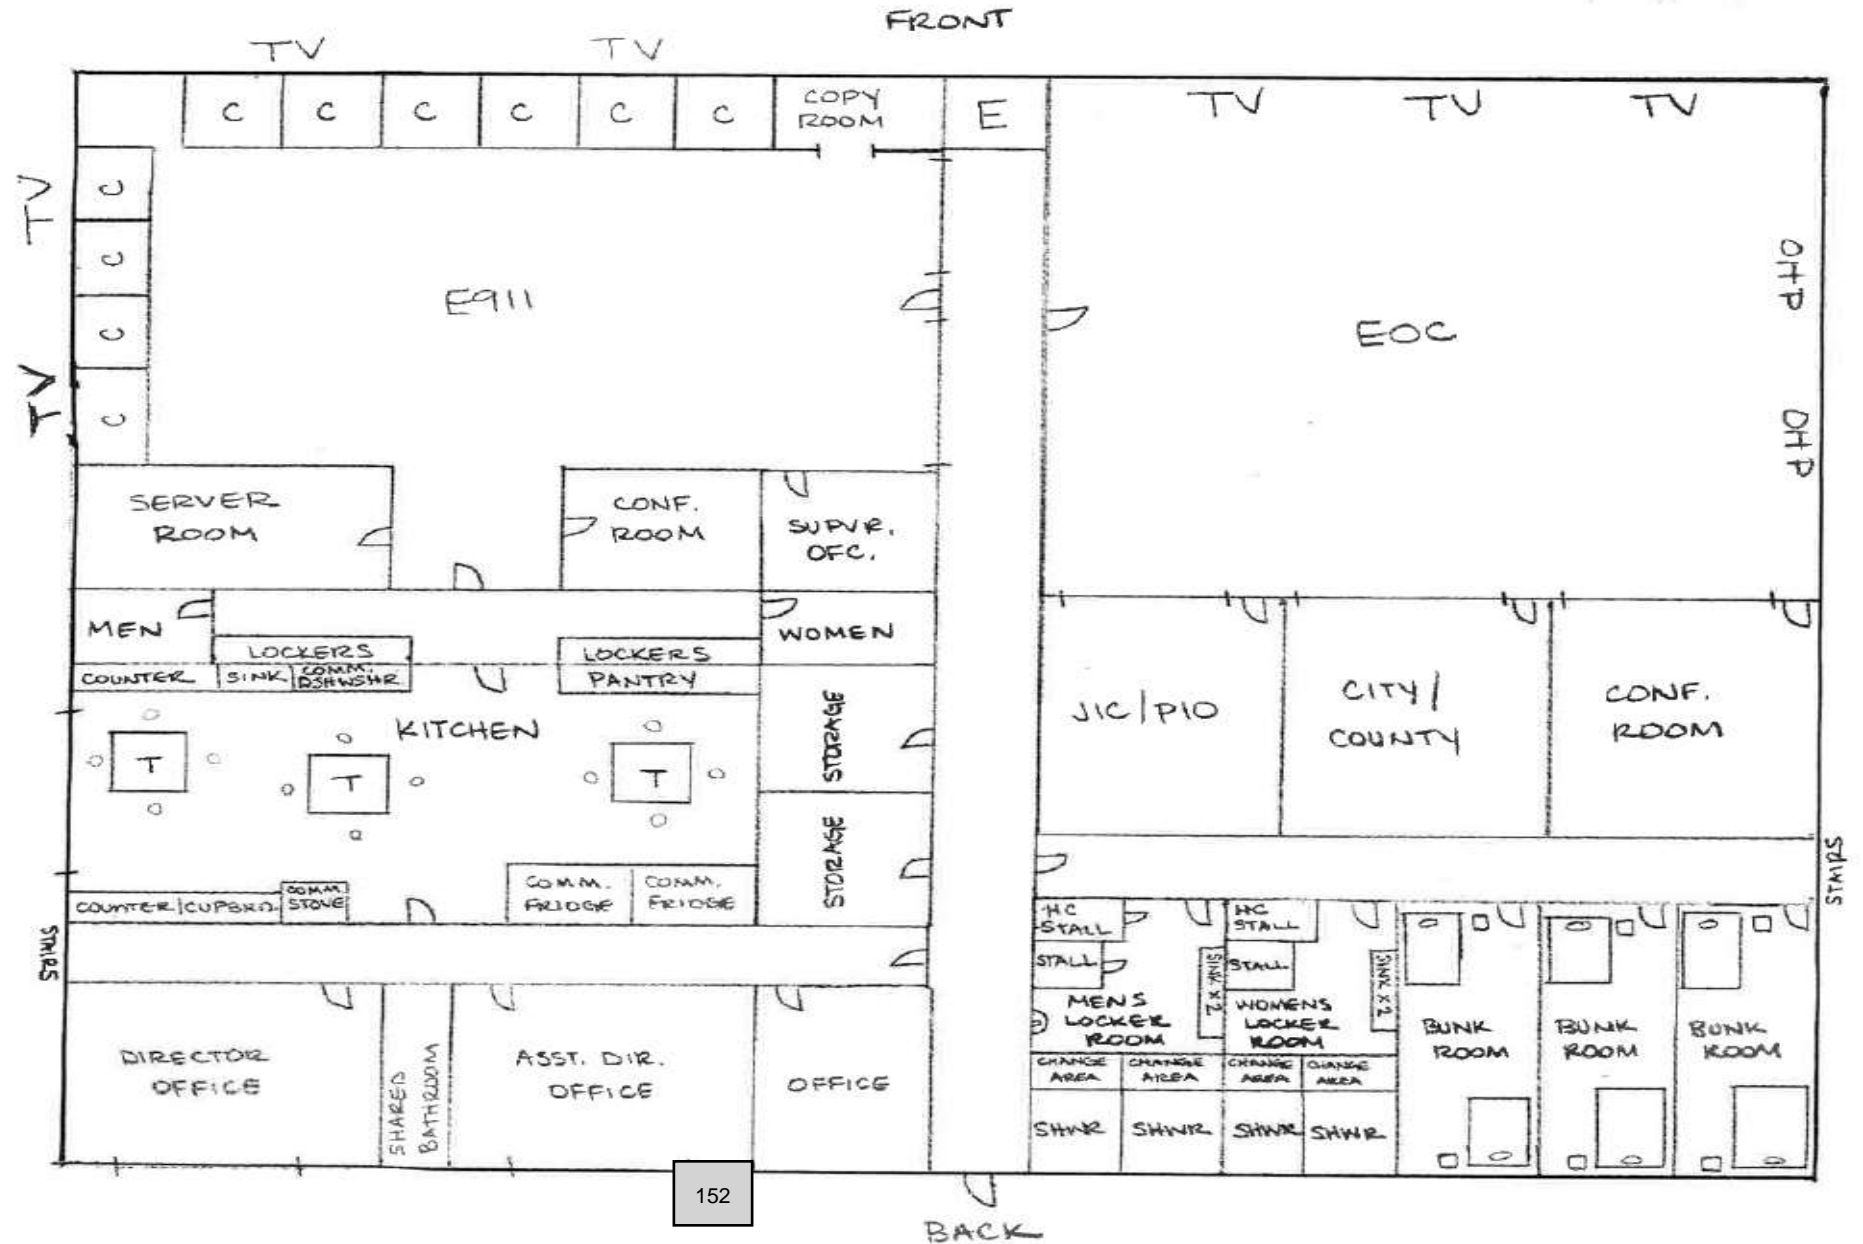 FRONT
TV
TV
C
C
C
C
C
C
COPY
ROOM
E
TV
TV
TV
TV
C
C
C
C
TV
E911
EOC
OHP
OHP
SERVER
ROOM
CONF.
ROOM
SUPVR.
OFC.
MEN
LOCKERS
LOCKERS
WOMEN
COUNTER
SINK
COMM.
DSHWSHR
PANTRY
KITCHEN
T
T
T
STORAGE
STORAGE
JIC/PIO
CITY/
COUNTY
CONF.
ROOM
COUNTER/CUPBRD.
COMM.
STOVE
COMM.
FRIDGE
COMM.
FRIDGE
STAIRS
STAIRS
DIRECTOR
OFFICE
SHARED
BATHROOM
ASST. DIR.
OFFICE
OFFICE
HC
STALL
STALL
SINK x 2
MENS
LOCKER
ROOM
CHANGE
AREA
CHANGE
AREA
SHWR
SHWR
HC
STALL
STALL
SINK x 2
WOMENS
LOCKER
ROOM
CHANGE
AREA
CHANGE
AREA
SHWR
SHWR
BUNK
ROOM
BUNK
ROOM
BUNK
ROOM
152
BACK